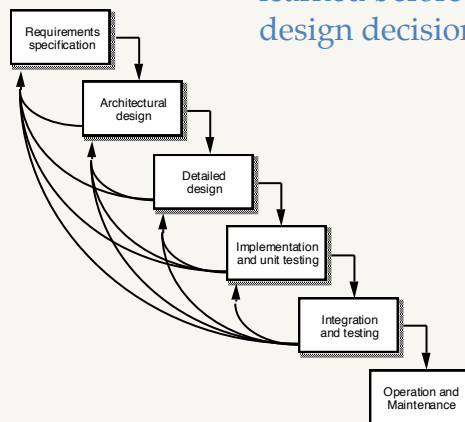 design decision
Requirements
specification
Architectural
design
Detailed
design
Implementation
and unit testing
Integration
and testing
Operation and
Maintenance